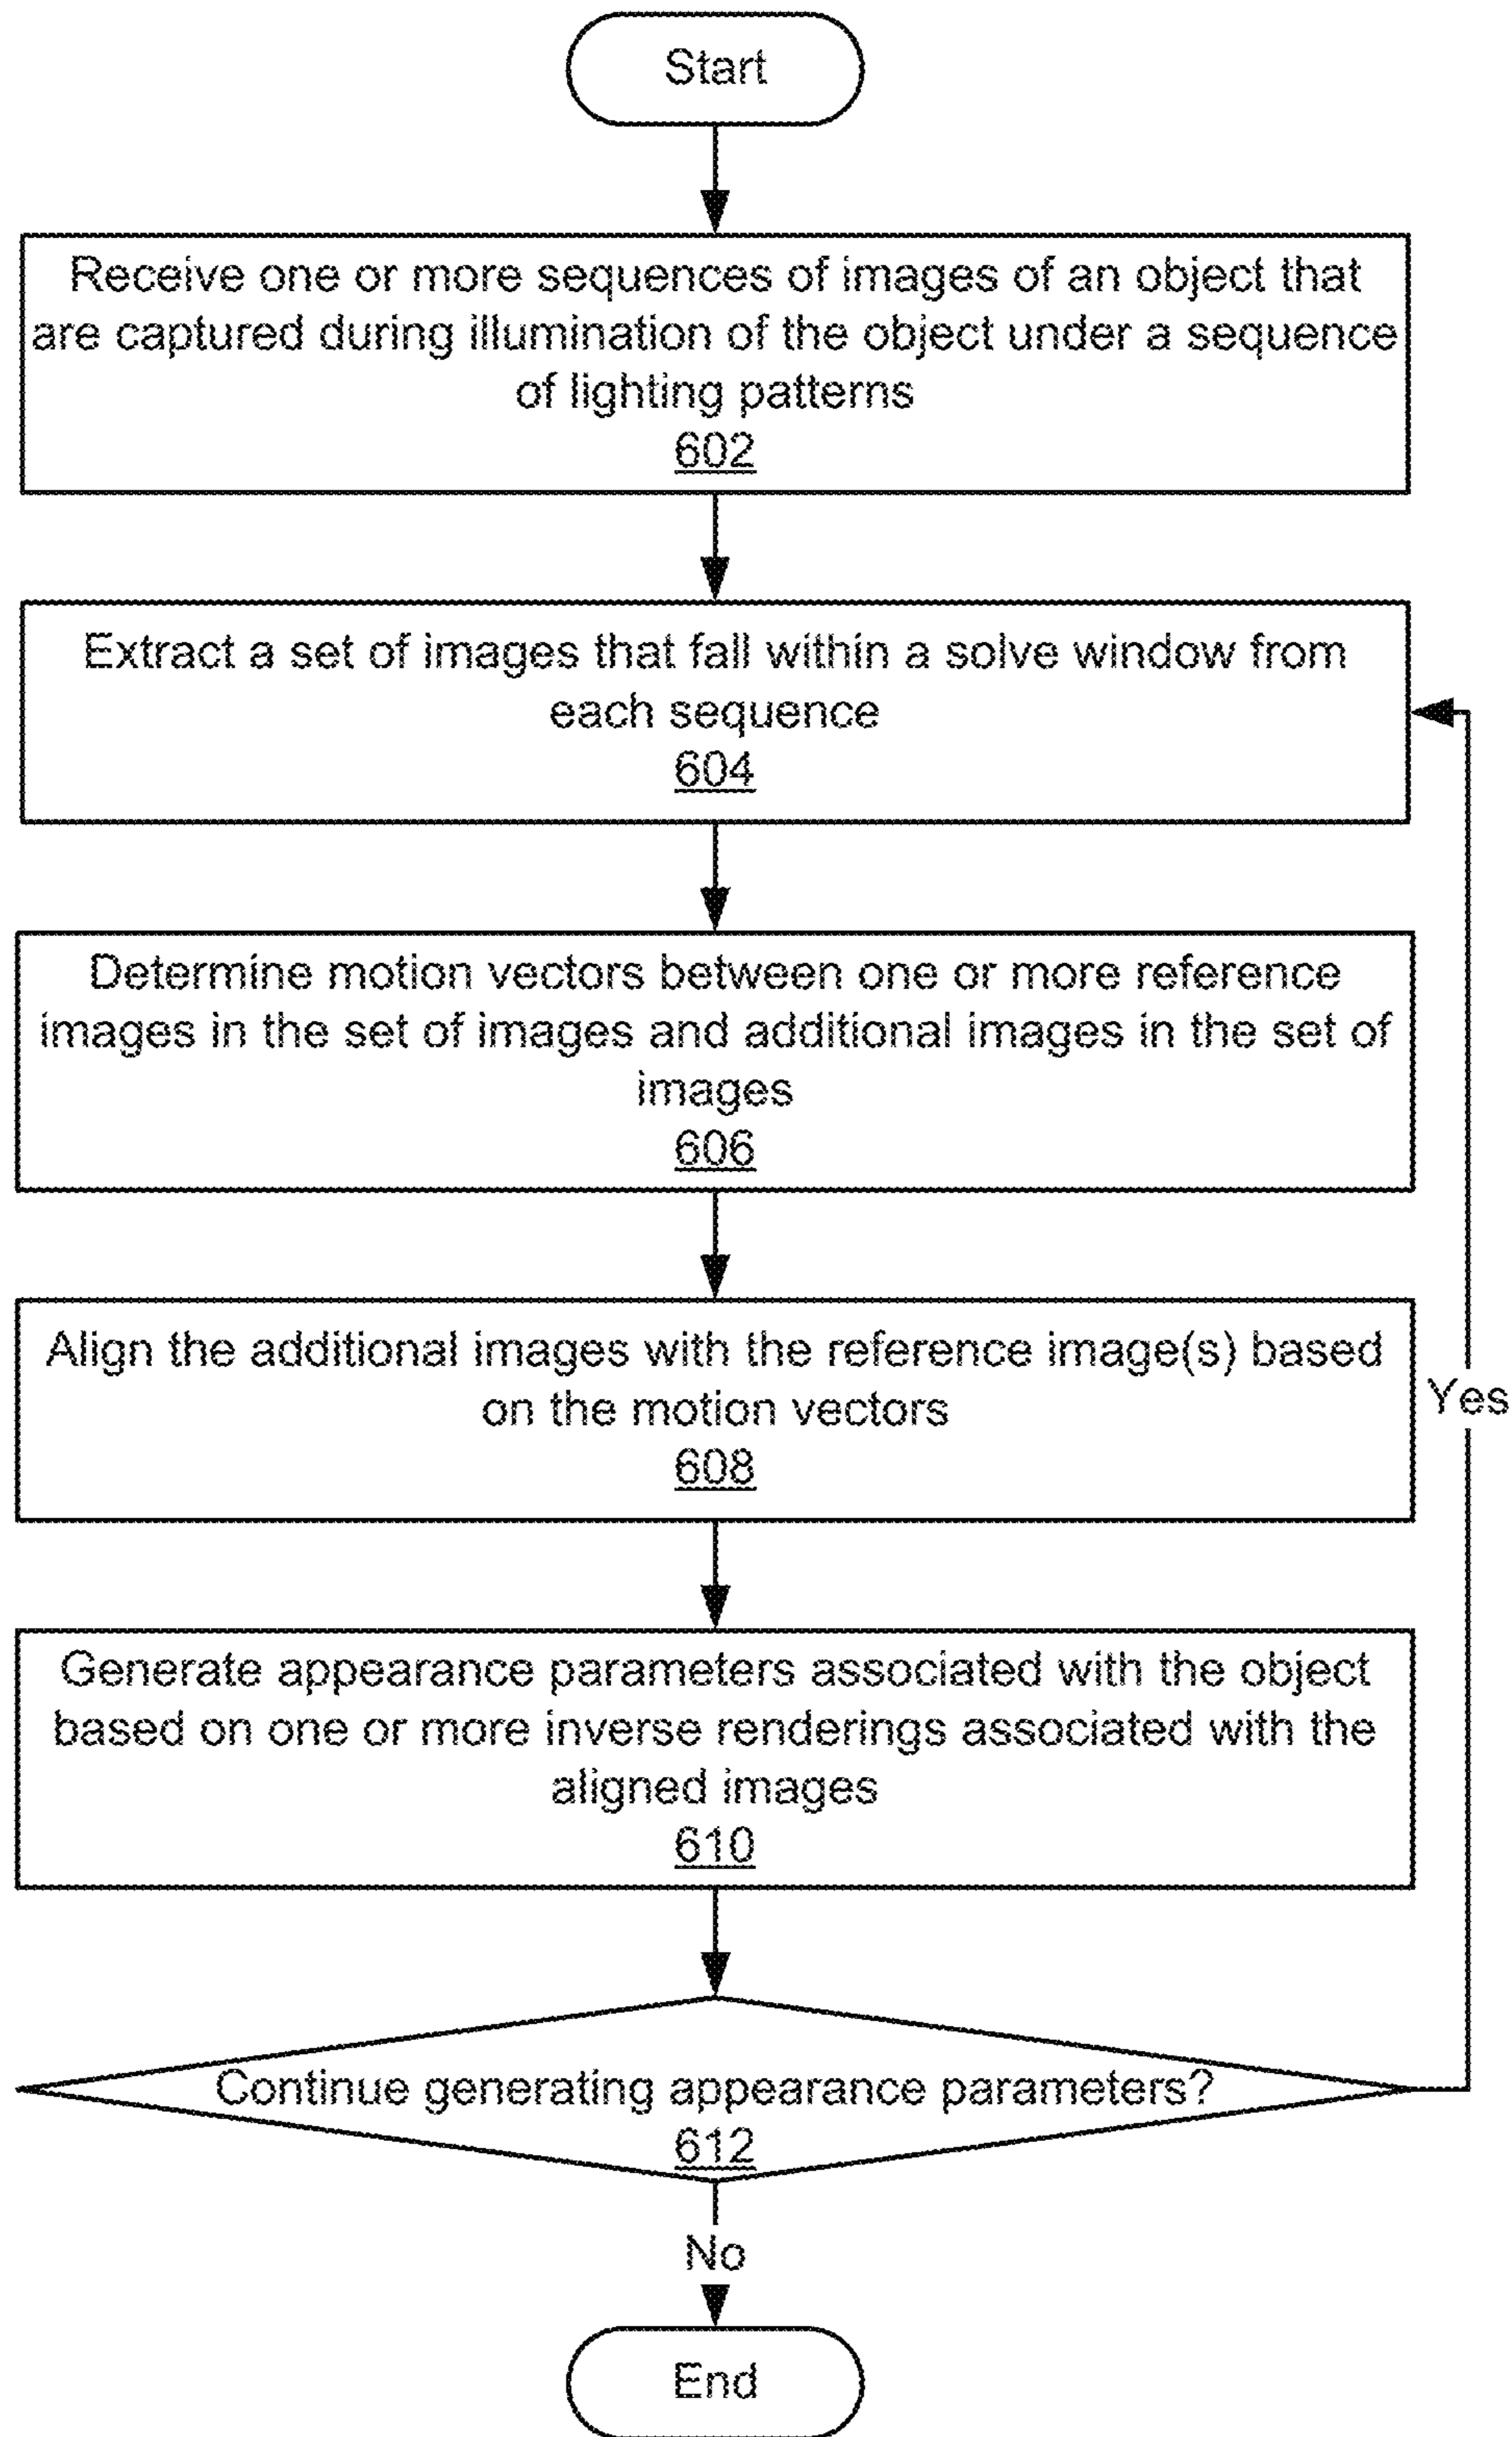 Start
Receive one or more sequences of images of an object that
are captured during illumination of the object under a sequence
of lighting patterns
602
Extract a set of images that fall within a solve window from
each sequence
604
Determine motion vectors between one or more reference
images in the set of images and additional images in the set of
images
606
Align the additional images with the reference image(s) based
on the motion vectors
608
Yes
Generate appearance parameters associated with the object
based on one or more inverse renderings associated with the
aligned images
610
Continue generating appearance parameters?
612
No
End